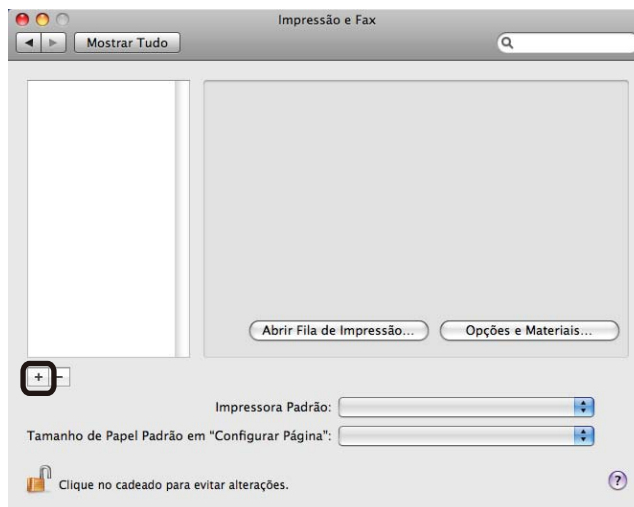 Impressão e Fax
Mostrar Tudo
Abrir Fila de Impressão... Opções e Materiais...
+ -
Impressora Padrão:
Tamanho de Papel Padrão em "Configurar Página":
Clique no cadeado para evitar alterações. ?